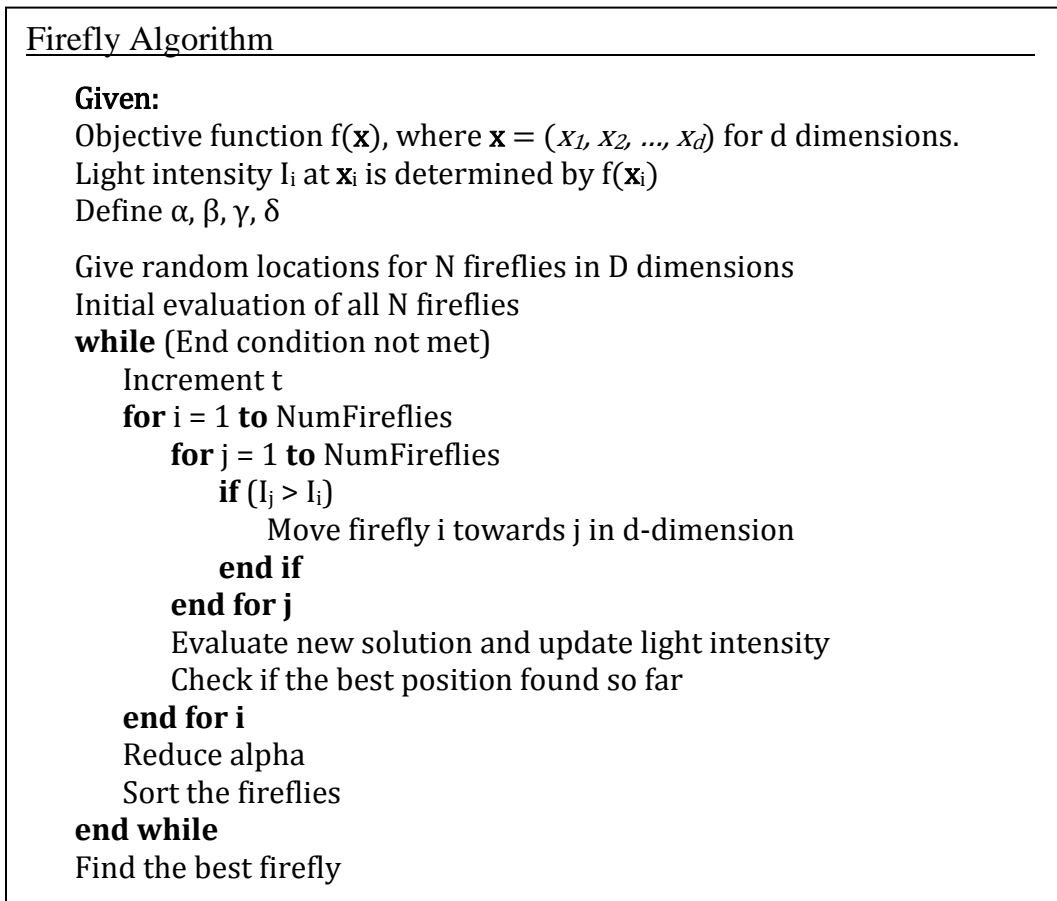 Firefly Algorithm
Given:
Objective function f(x), where x = (x₁, x₂, ..., x_d) for d dimensions.
Light intensity Iᵢ at xᵢ is determined by f(xᵢ)
Define α, β, γ, δ
Give random locations for N fireflies in D dimensions
Initial evaluation of all N fireflies
while (End condition not met)
Increment t
for i = 1 to NumFireflies
for j = 1 to NumFireflies
if (Iⱼ > Iᵢ)
Move firefly i towards j in d-dimension
end if
end for j
Evaluate new solution and update light intensity
Check if the best position found so far
end for i
Reduce alpha
Sort the fireflies
end while
Find the best firefly